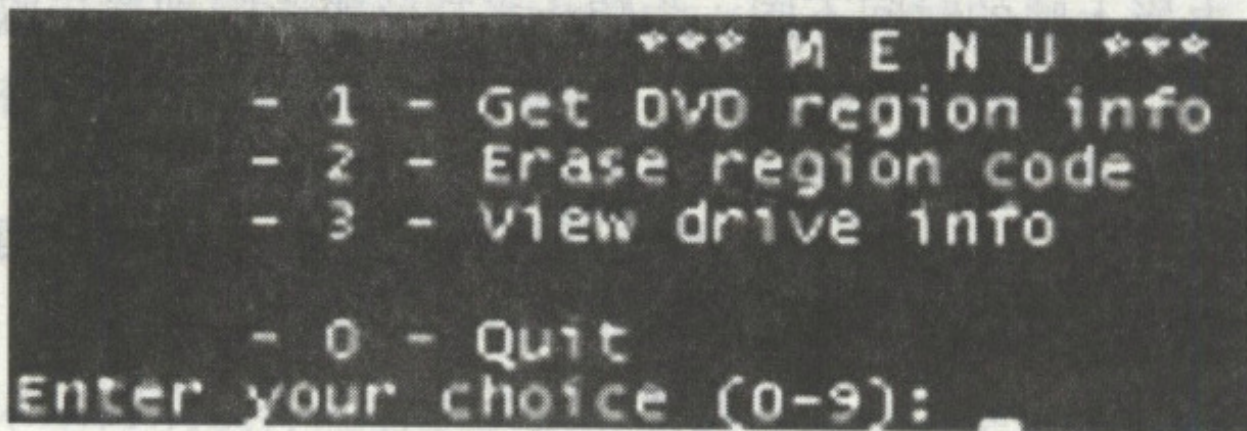 *** M E N U ***
- 1 - Get DVD region info
- 2 - Erase region code
- 3 - View drive info
- 0 - Quit
Enter your choice (0-9): _